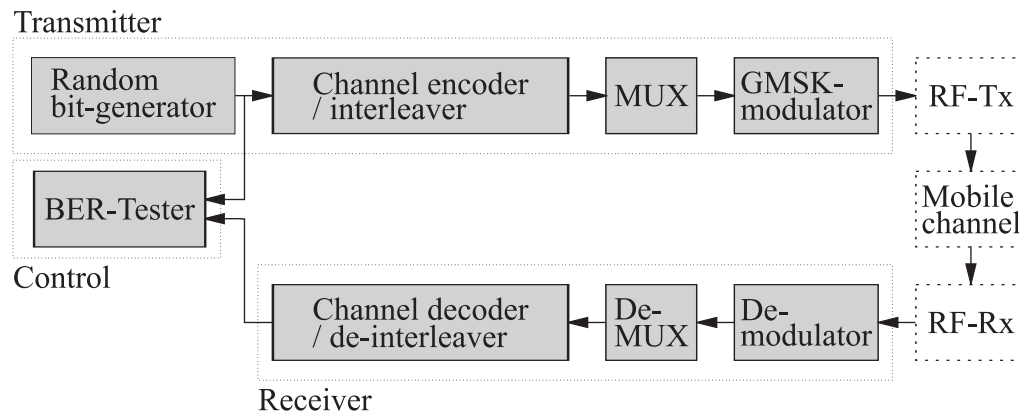 Transmitter
Random
bit-generator
Channel encoder
/ interleaver
MUX
GMSK-
modulator
RF-Tx
BER-Tester
Mobile
channel
Control
Channel decoder
/ de-interleaver
De-
MUX
De-
modulator
RF-Rx
Receiver